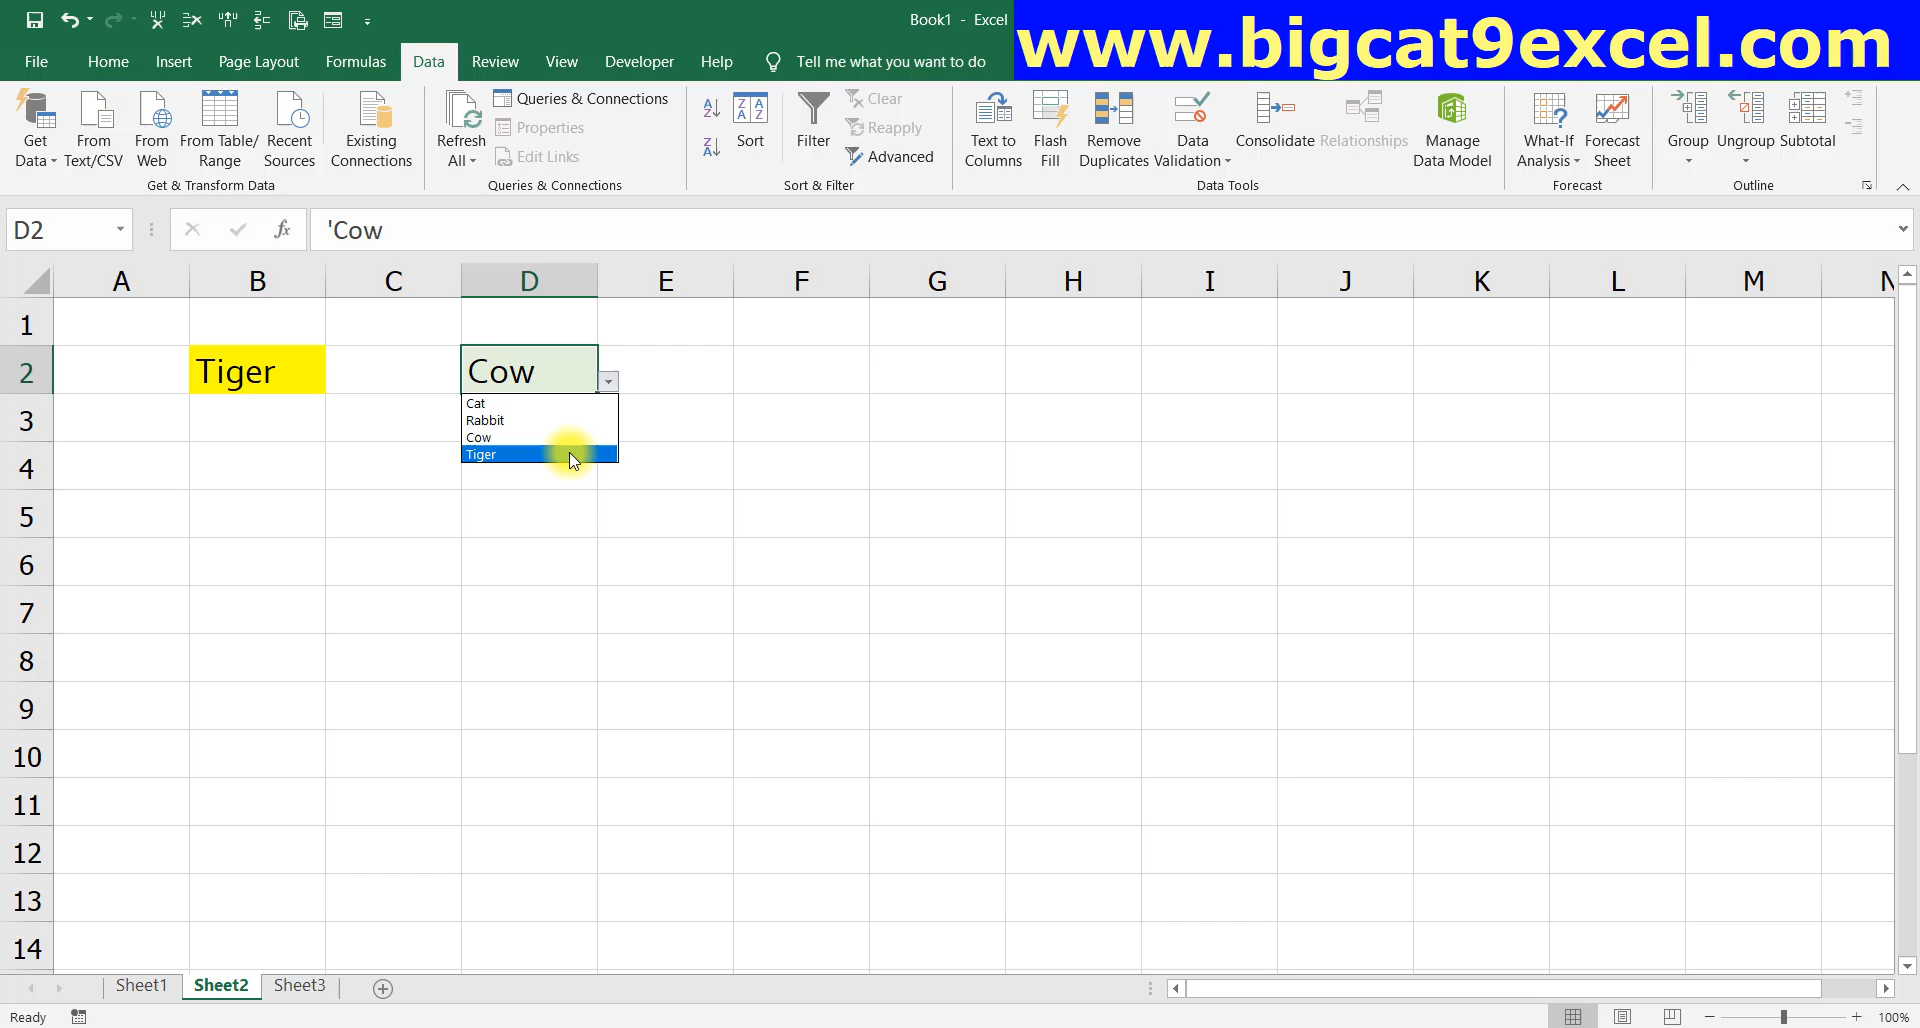 Book1 - Excel
www.bigcat9excel.com
File Home Insert Page Layout Formulas Data Review View Developer Help Tell me what you want to do
Get Data
From Text/CSV
From Web
From Table/ Range
Recent Sources
Existing Connections
Get & Transform Data
Refresh All
Queries & Connections
Properties
Edit Links
Queries & Connections
Sort
Filter
Clear
Reapply
Advanced
Sort & Filter
Text to Columns
Flash Fill
Remove Duplicates
Data Validation
Consolidate
Relationships
Manage Data Model
Data Tools
What-If Analysis
Forecast Sheet
Forecast
Group
Ungroup
Subtotal
Outline
D2
fx
'Cow
A B C D E F G H I J K L M N
1
2 Tiger Cow
Cat
Rabbit
Cow
Tiger
3
4
5
6
7
8
9
10
11
12
13
14
Sheet1 Sheet2 Sheet3
Ready
100%